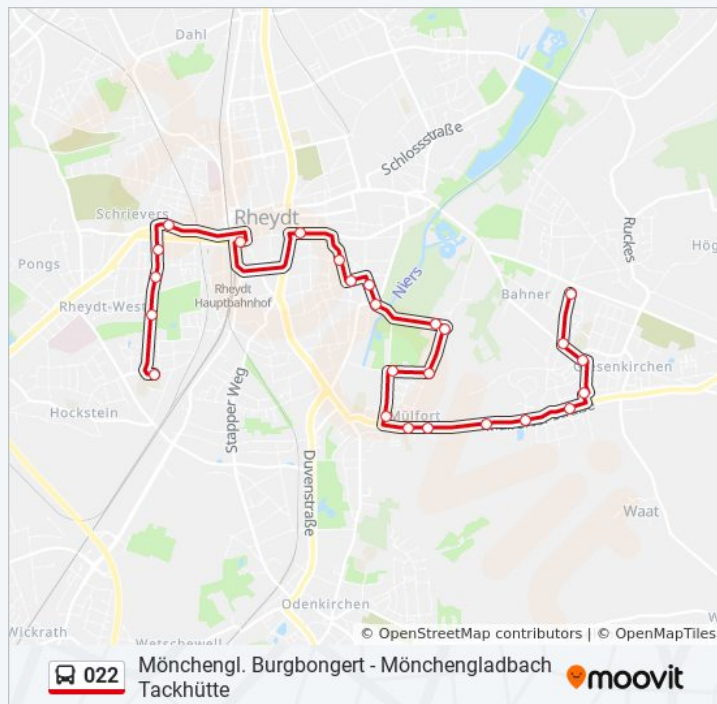 Dahl
Schlossstraße
Schrievers
Rheydt
Ruckes
Hög
Pongs
Niers
Rheydt
Hauptbahnhof
Bahner
Rheydt-West
Giesenkirchen
Hockstein
Stapper Weg
Mülfort
Duvenstraße
Waat
Odenkirchen
Wickrath
Wetschewell
© OpenStreetMap contributors | © OpenMapTiles
022
Mönchengl. Burgbongert - Mönchengladbach
Tackhütte
moovit